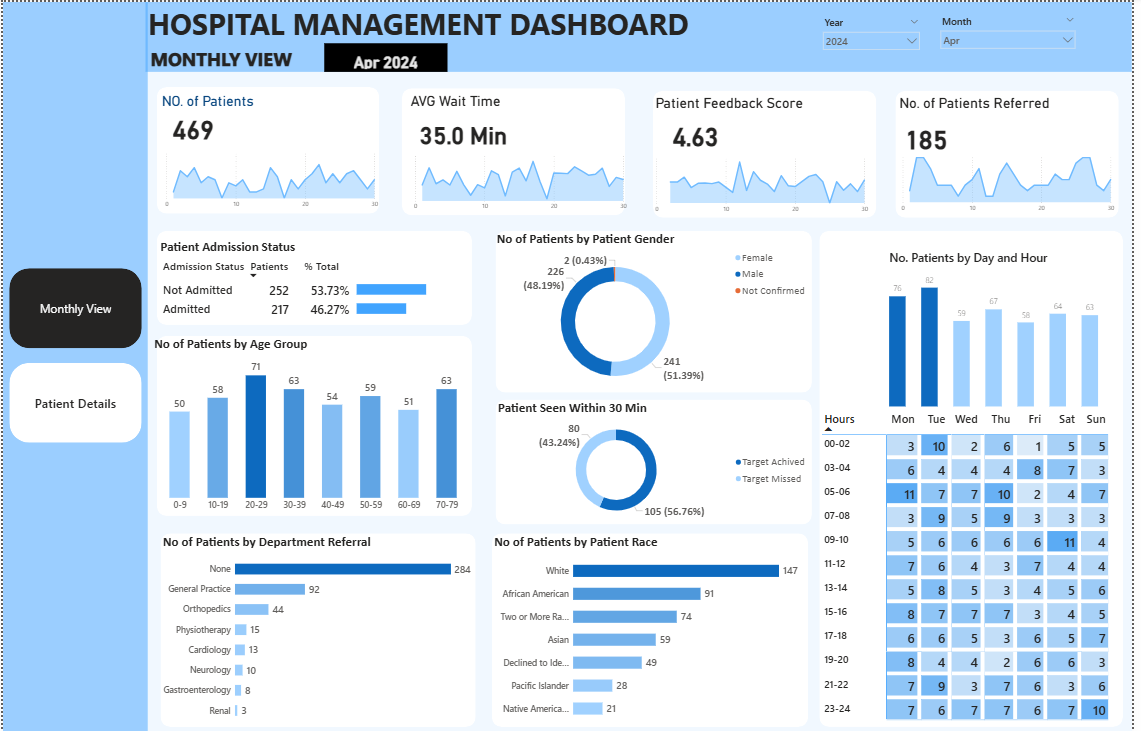 HOSPITAL MANAGEMENT DASHBOARD
MONTHLY VIEW
Apr 2024
Year
2024
Month
Apr
Monthly View
Patient Details
NO. of Patients
469
0 10 20 30
AVG Wait Time
35.0 Min
0 10 20 30
Patient Feedback Score
4.63
0 10 20 30
No. of Patients Referred
185
0 10 20 30
Patient Admission Status
Admission Status Patients % Total
Not Admitted 252 53.73%
Admitted 217 46.27%
No of Patients by Age Group
50 58 71 63 54 59 51 63
0-9 10-19 20-29 30-39 40-49 50-59 60-69 70-79
No of Patients by Patient Gender
2 (0.43%)
226
(48.19%)
241
(51.39%)
Female
Male
Not Confirmed
Patient Seen Within 30 Min
80
(43.24%)
105 (56.76%)
Target Achived
Target Missed
No of Patients by Department Referral
None 284
General Practice 92
Orthopedics 44
Physiotherapy 15
Cardiology 13
Neurology 10
Gastroenterology 8
Renal 3
No of Patients by Patient Race
White 147
African American 91
Two or More Ra... 74
Asian 59
Declined to Ide... 49
Pacific Islander 28
Native America... 21
No. Patients by Day and Hour
76 82 59 67 58 64 63
Hours Mon Tue Wed Thu Fri Sat Sun
00-02 3 10 2 6 1 5 5
03-04 6 4 4 4 8 7 3
05-06 11 7 7 10 2 4 7
07-08 3 9 5 9 3 3 3
09-10 5 6 6 6 6 11 4
11-12 7 6 4 3 7 4 4
13-14 5 8 5 3 4 5 6
15-16 8 7 7 7 3 4 5
17-18 6 6 5 3 6 5 7
19-20 8 4 4 2 6 6 3
21-22 7 9 3 7 6 3 6
23-24 7 6 7 7 6 7 10